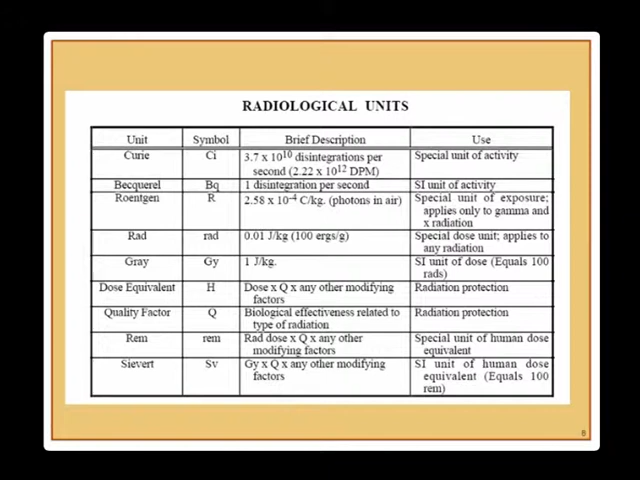 RADIOLOGICAL UNITS
Unit Symbol Brief Description Use
Curie Ci 3.7 x 10^10 disintegrations per Special unit of activity
second (2.22 x 10^12 DPM)
Becquerel Bq 1 disintegration per second SI unit of activity
Roentgen R 2.58 x 10^-4 C/kg. (photons in air) Special unit of exposure;
applies only to gamma and
x radiation
Rad rad 0.01 J/kg (100 ergs/g) Special dose unit; applies to
any radiation
Gray Gy 1 J/kg. SI unit of dose (Equals 100
rads)
Dose Equivalent H Dose x Q x any other modifying Radiation protection
factors
Quality Factor Q Biological effectiveness related to Radiation protection
type of radiation
Rem rem Rad dose x Q x any other Special unit of human dose
modifying factors equivalent
Sievert Sv Gy x Q x any other modifying SI unit of human dose
factors equivalent (Equals 100
rem)
8